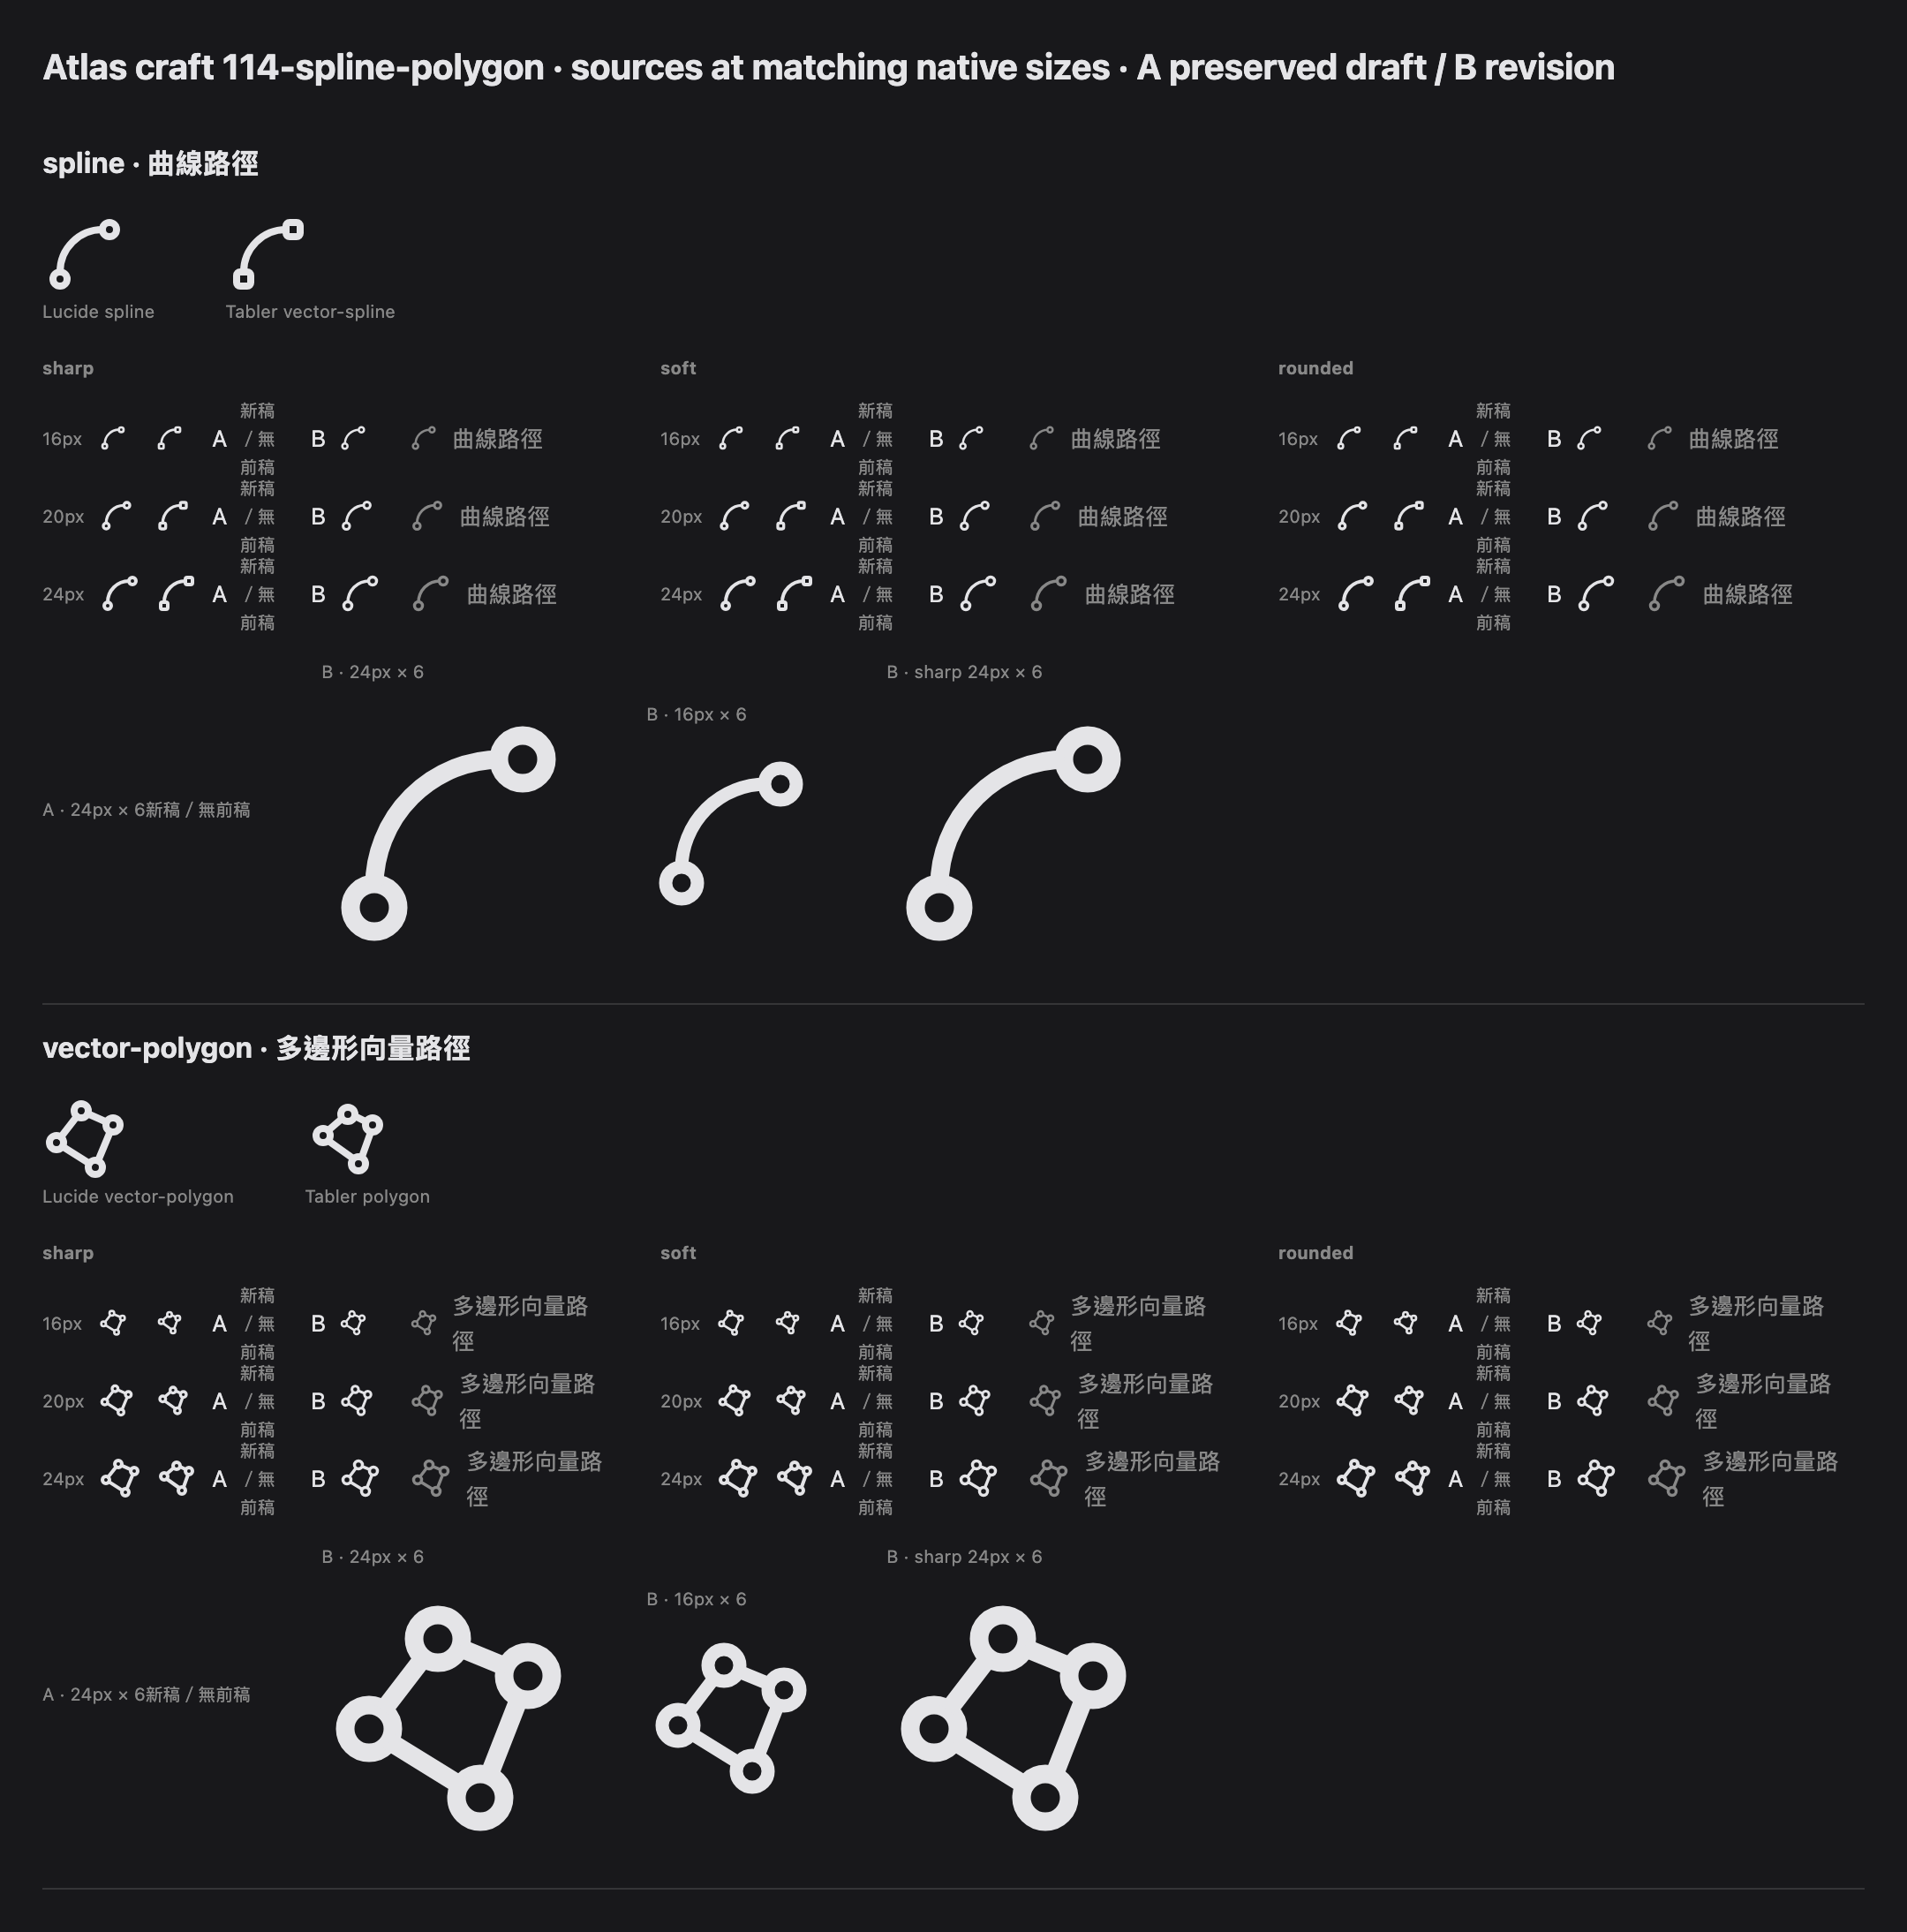 Atlas craft 114-spline-polygon · sources at matching native sizes · A preserved draft / B revision
spline · 曲線路徑
Lucide spline
Tabler vector-spline
sharp
16px A 新稿 / 無前稿 B 曲線路徑
20px A 新稿 / 無前稿 B 曲線路徑
24px A 新稿 / 無前稿 B 曲線路徑
soft
16px A 新稿 / 無前稿 B 曲線路徑
20px A 新稿 / 無前稿 B 曲線路徑
24px A 新稿 / 無前稿 B 曲線路徑
rounded
16px A 新稿 / 無前稿 B 曲線路徑
20px A 新稿 / 無前稿 B 曲線路徑
24px A 新稿 / 無前稿 B 曲線路徑
A · 24px × 6新稿 / 無前稿
B · 24px × 6
B · 16px × 6
B · sharp 24px × 6
vector-polygon · 多邊形向量路徑
Lucide vector-polygon
Tabler polygon
sharp
16px A 新稿 / 無前稿 B 多邊形向量路徑
20px A 新稿 / 無前稿 B 多邊形向量路徑
24px A 新稿 / 無前稿 B 多邊形向量路徑
soft
16px A 新稿 / 無前稿 B 多邊形向量路徑
20px A 新稿 / 無前稿 B 多邊形向量路徑
24px A 新稿 / 無前稿 B 多邊形向量路徑
rounded
16px A 新稿 / 無前稿 B 多邊形向量路徑
20px A 新稿 / 無前稿 B 多邊形向量路徑
24px A 新稿 / 無前稿 B 多邊形向量路徑
A · 24px × 6新稿 / 無前稿
B · 24px × 6
B · 16px × 6
B · sharp 24px × 6